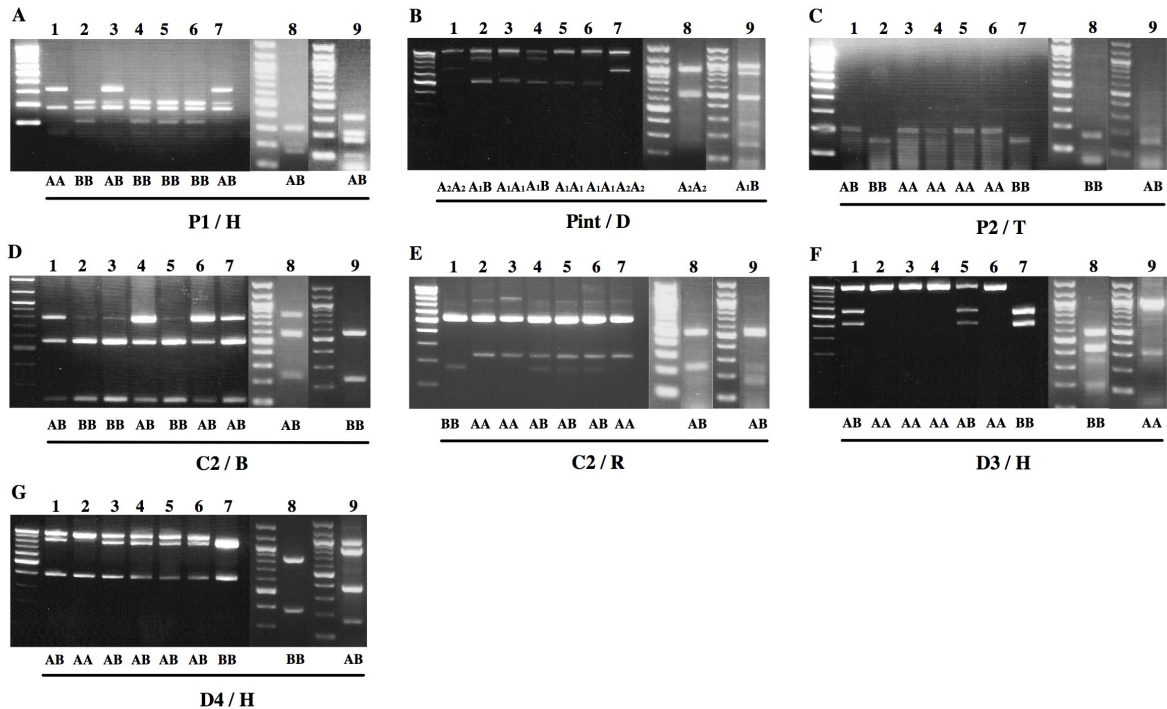 A
1 2 3 4 5 6 7 8 9
AA BB AB BB BB BB AB AB AB
P1 / H
B
1 2 3 4 5 6 7 8 9
A₂A₂ A₁B A₁A₁ A₁B A₁A₁ A₁A₁ A₂A₂ A₂A₂ A₁B
Pint / D
C
1 2 3 4 5 6 7 8 9
AB BB AA AA AA AA BB BB AB
P2 / T
D
1 2 3 4 5 6 7 8 9
AB BB BB AB BB AB AB AB BB
C2 / B
E
1 2 3 4 5 6 7 8 9
BB AA AA AB AB AB AA AB AB
C2 / R
F
1 2 3 4 5 6 7 8 9
AB AA AA AA AB AA BB BB AA
D3 / H
G
1 2 3 4 5 6 7 8 9
AB AA AB AB AB AB BB BB AB
D4 / H